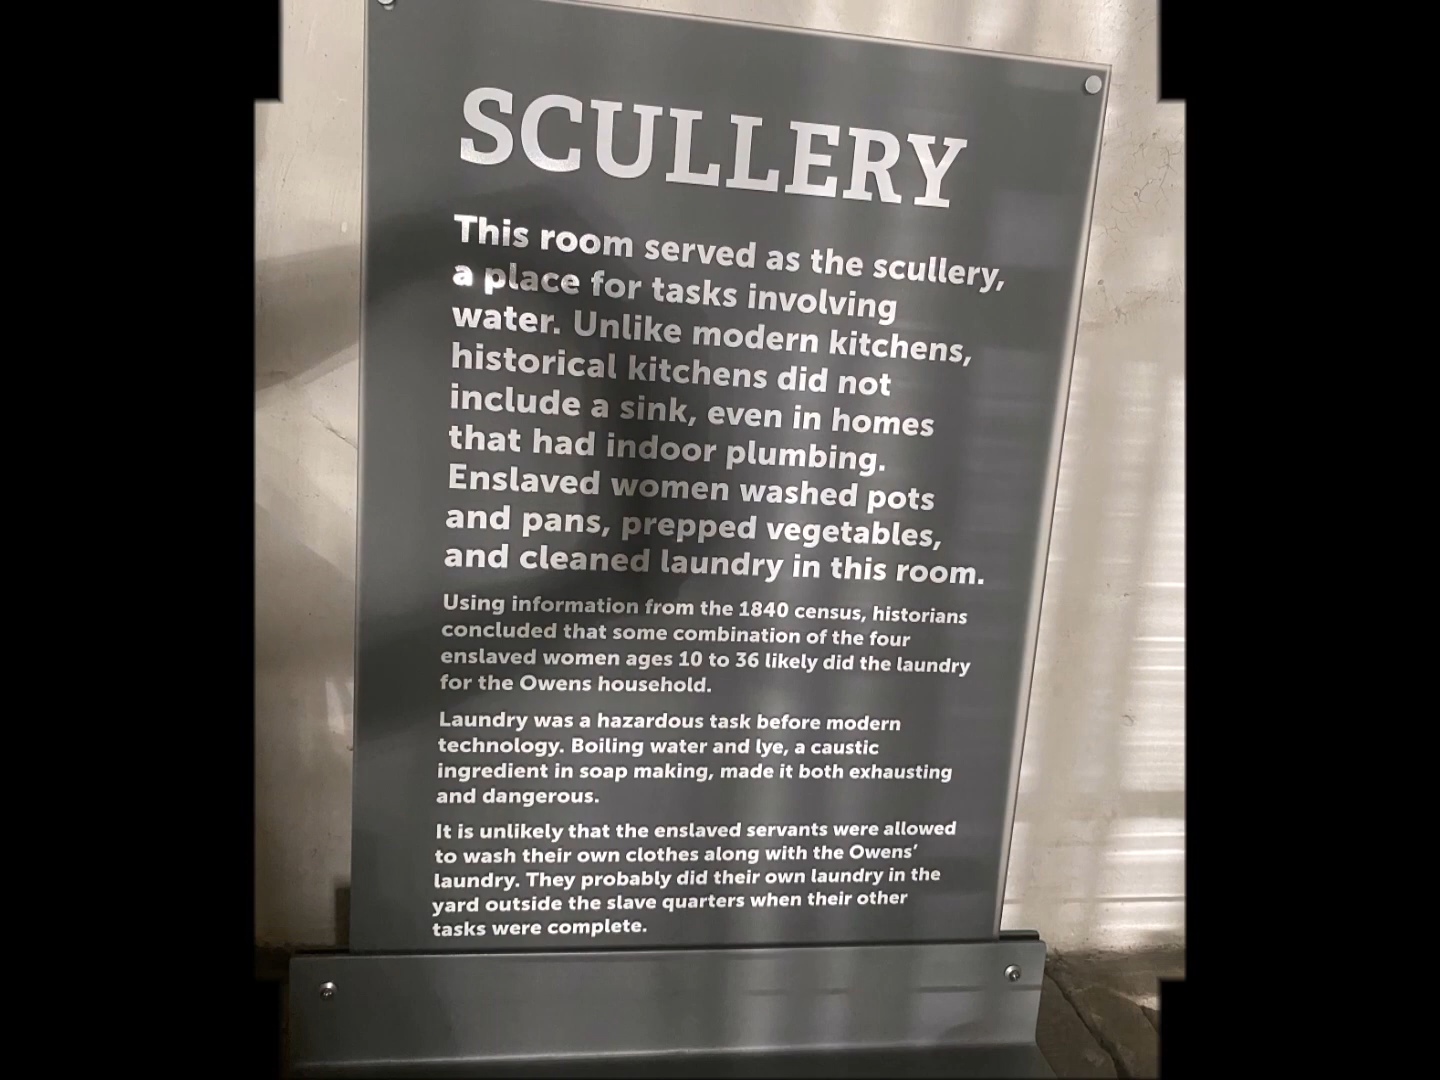 SCULLERY
This room served as the scullery,
a place for tasks involving
water. Unlike modern kitchens,
historical kitchens did not
include a sink, even in homes
that had indoor plumbing.
Enslaved women washed pots
and pans, prepped vegetables,
and cleaned laundry in this room.
Using information from the 1840 census, historians
concluded that some combination of the four
enslaved women ages 10 to 36 likely did the laundry
for the Owens household.
Laundry was a hazardous task before modern
technology. Boiling water and lye, a caustic
ingredient in soap making, made it both exhausting
and dangerous.
It is unlikely that the enslaved servants were allowed
to wash their own clothes along with the Owens’
laundry. They probably did their own laundry in the
yard outside the slave quarters when their other
tasks were complete.